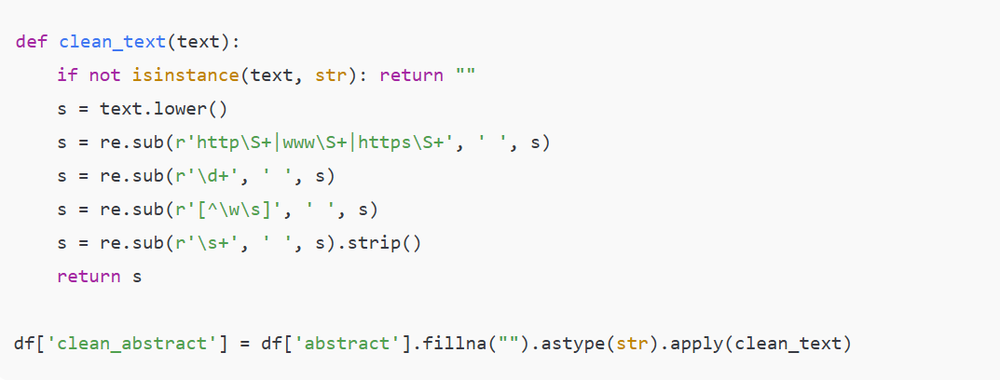 def clean_text(text):
    if not isinstance(text, str): return ""
    s = text.lower()
    s = re.sub(r'http\S+|www\S+|https\S+', ' ', s)
    s = re.sub(r'\d+', ' ', s)
    s = re.sub(r'[^\w\s]', ' ', s)
    s = re.sub(r'\s+', ' ', s).strip()
    return s
df['clean_abstract'] = df['abstract'].fillna("").astype(str).apply(clean_text)